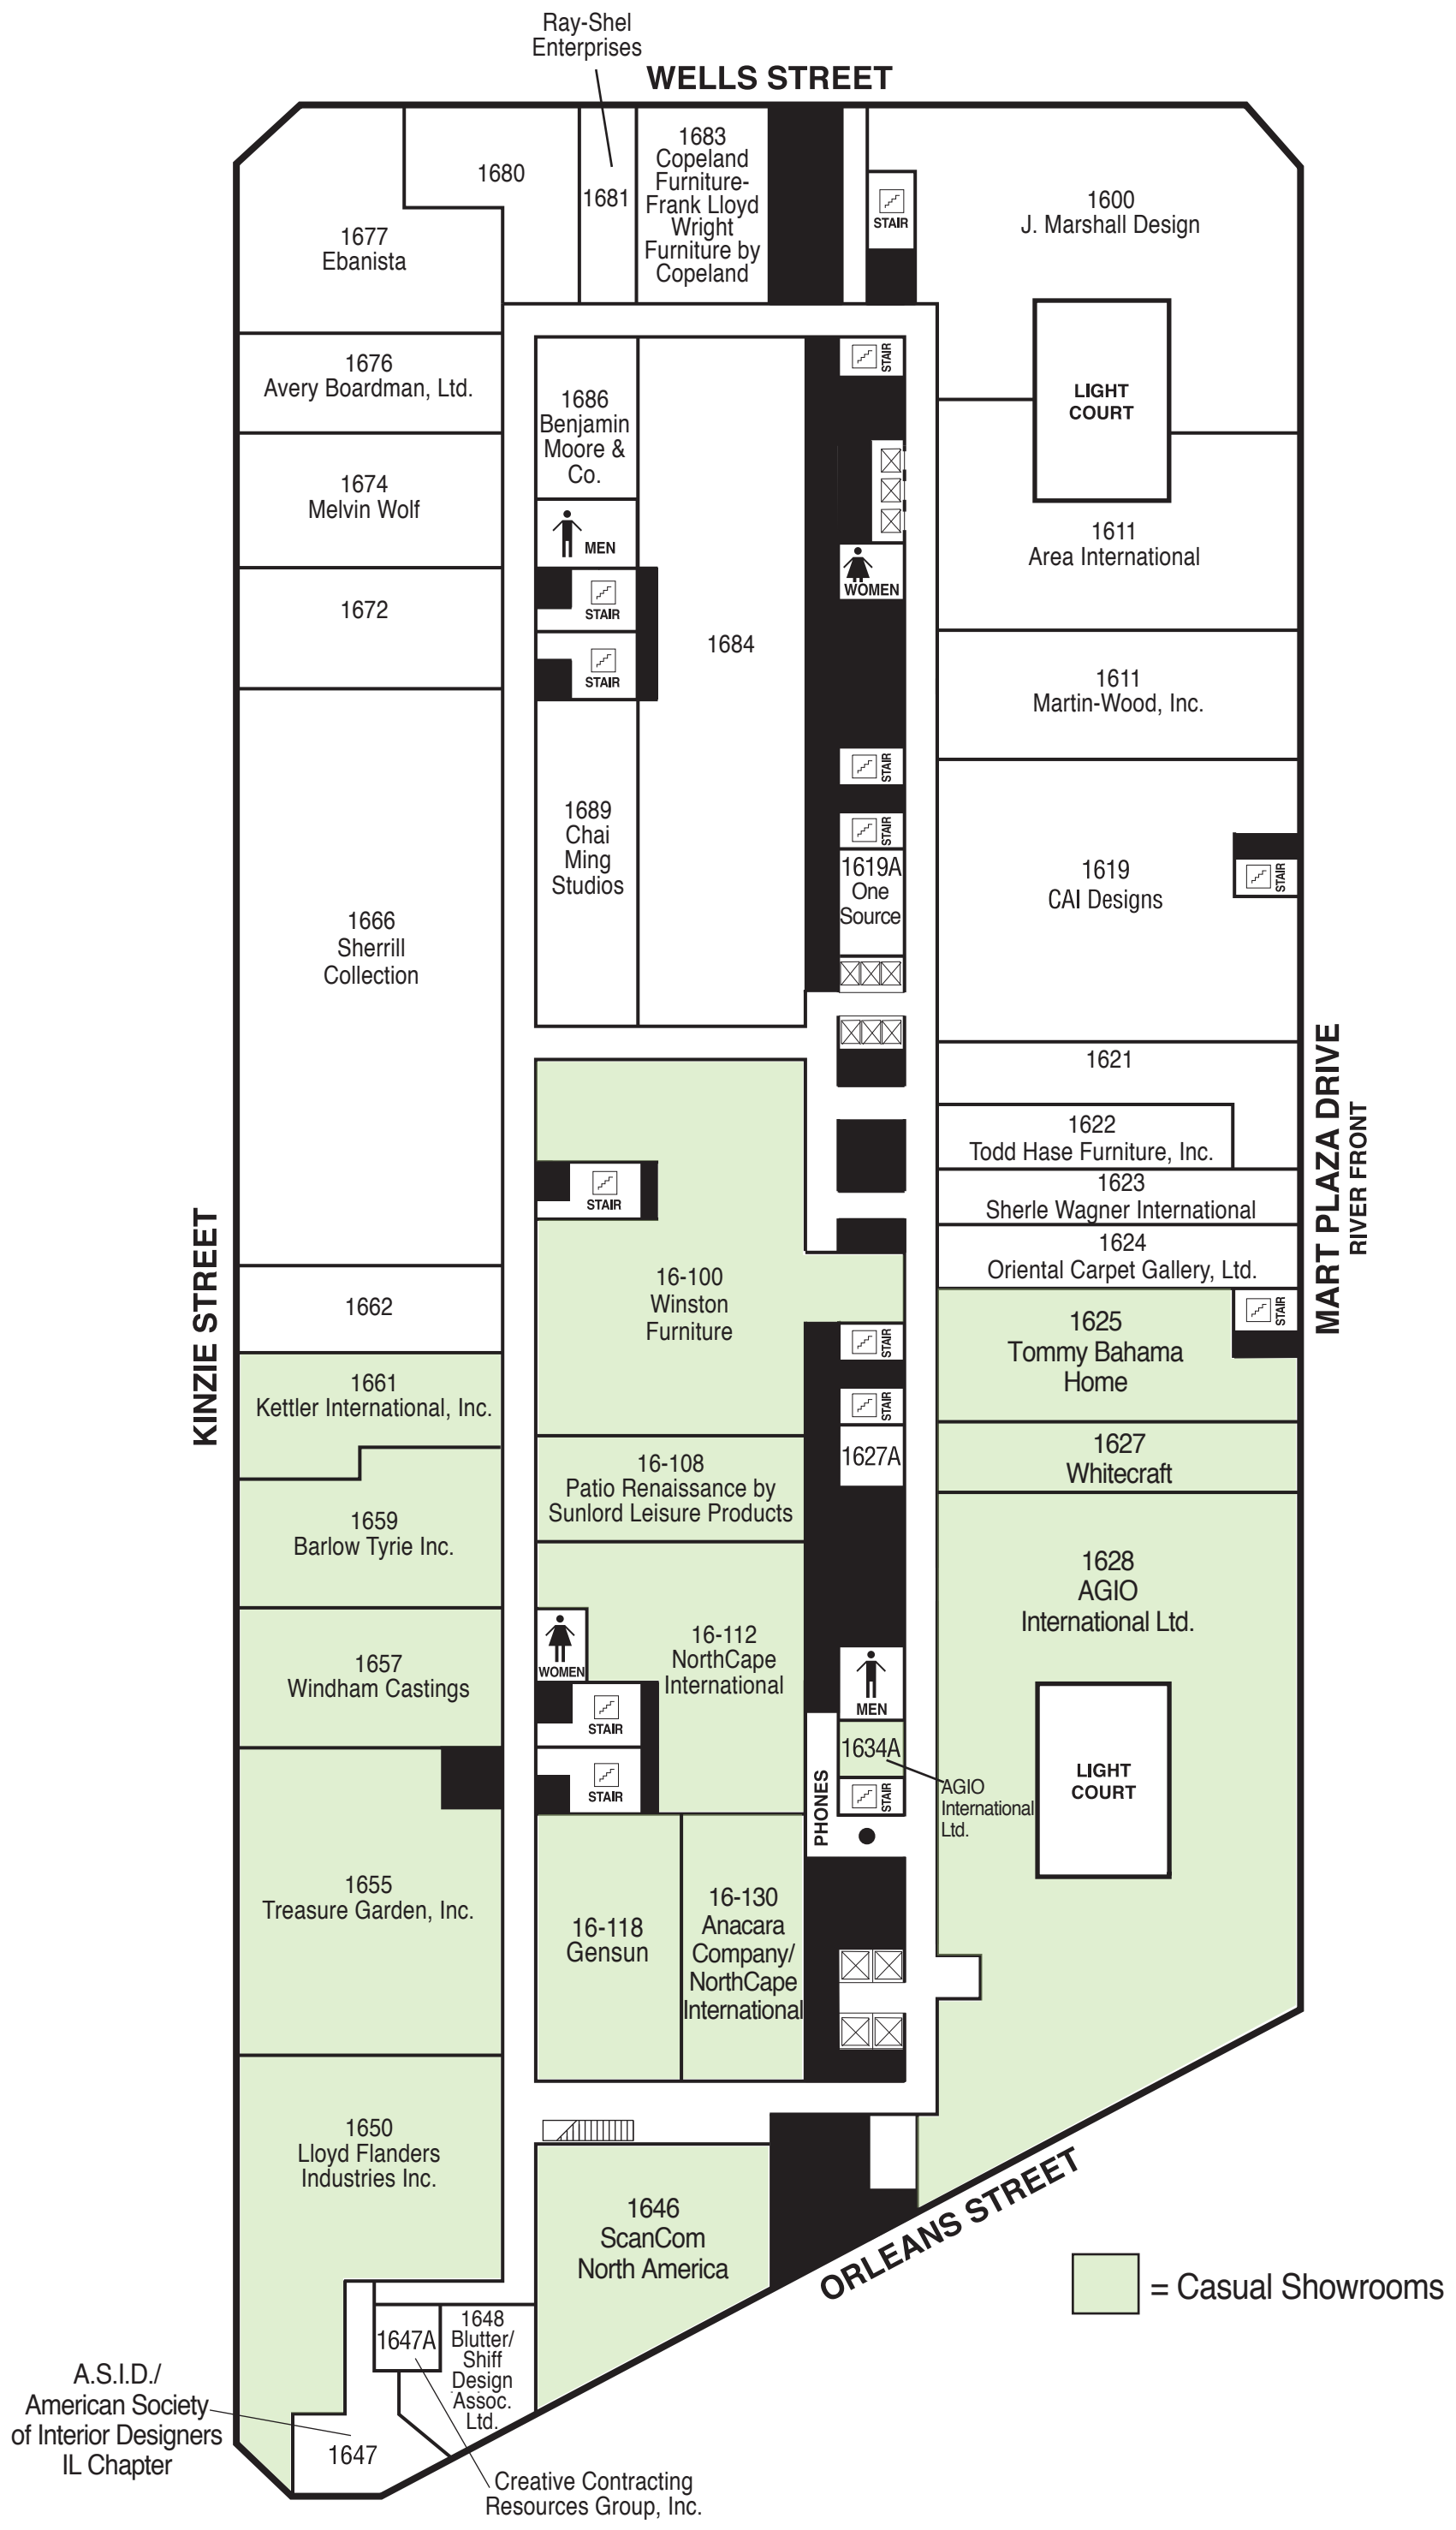 Ray-Shel
Enterprises
WELLS STREET
1677
Ebanista
1680
1681
1683
Copeland
Furniture-
Frank Lloyd
Wright
Furniture by
Copeland
STAIR
1600
J. Marshall Design
LIGHT
COURT
1676
Avery Boardman, Ltd.
1674
Melvin Wolf
1672
1666
Sherrill
Collection
1686
Benjamin
Moore &
Co.
MEN
STAIR
STAIR
1689
Chai
Ming
Studios
1684
STAIR
WOMEN
STAIR
STAIR
1619A
One
Source
1611
Area International
1611
Martin-Wood, Inc.
1619
CAI Designs
STAIR
1621
1622
Todd Hase Furniture, Inc.
1623
Sherle Wagner International
1624
Oriental Carpet Gallery, Ltd.
STAIR
1625
Tommy Bahama
Home
1627
Whitecraft
1628
AGIO
International Ltd.
LIGHT
COURT
MART PLAZA DRIVE
RIVER FRONT
KINZIE STREET
1662
1661
Kettler International, Inc.
1659
Barlow Tyrie Inc.
1657
Windham Castings
1655
Treasure Garden, Inc.
1650
Lloyd Flanders
Industries Inc.
STAIR
16-100
Winston
Furniture
STAIR
STAIR
1627A
16-108
Patio Renaissance by
Sunlord Leisure Products
16-112
NorthCape
International
WOMEN
STAIR
STAIR
MEN
1634A
STAIR
PHONES
AGIO
International
Ltd.
16-118
Gensun
16-130
Anacara
Company/
NorthCape
International
1646
ScanCom
North America
ORLEANS STREET
= Casual Showrooms
1647A
1648
Blutter/
Shiff
Design
Assoc.
Ltd.
A.S.I.D./
American Society
of Interior Designers
IL Chapter
1647
Creative Contracting
Resources Group, Inc.